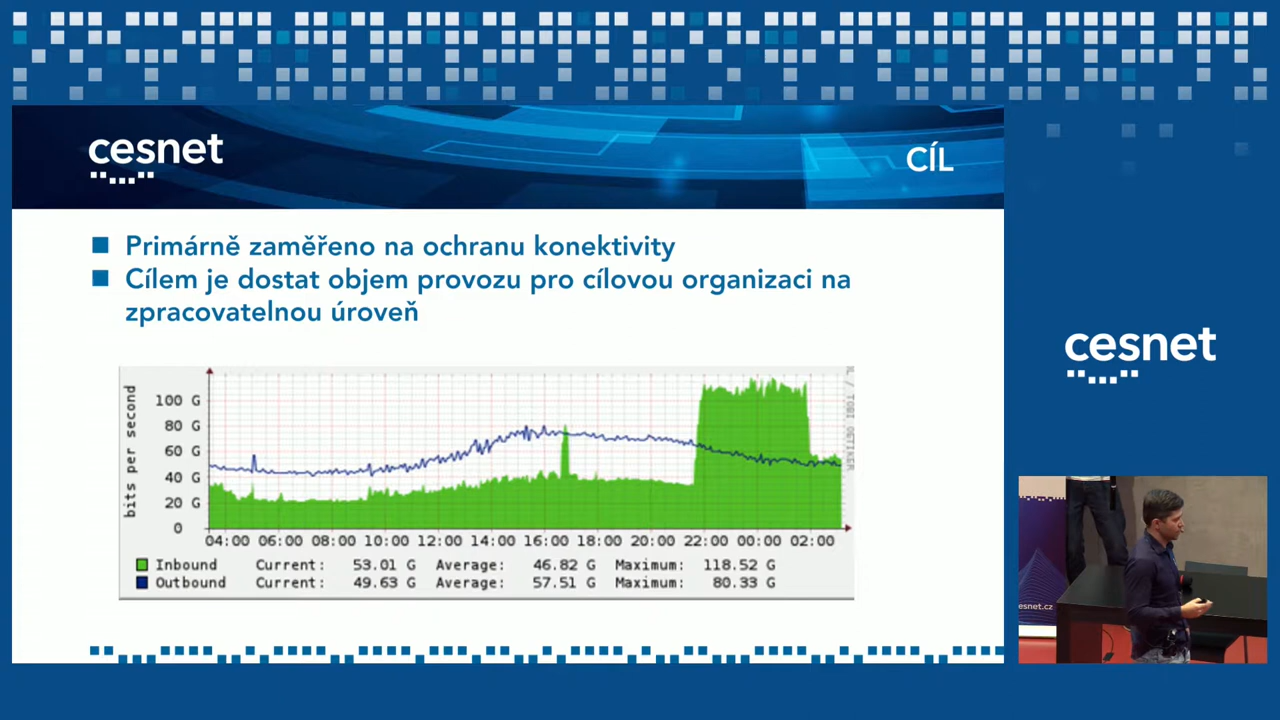 cesnet
CÍL
Primárně zaměřeno na ochranu konektivity
Cílem je dostat objem provozu pro cílovou organizaci na
zpracovatelnou úroveň
bits per second
100 G
80 G
60 G
40 G
20 G
0
04:00 06:00 08:00 10:00 12:00 14:00 16:00 18:00 20:00 22:00 00:00 02:00
Inbound Current: 53.01 G Average: 46.82 G Maximum: 118.52 G
Outbound Current: 49.63 G Average: 57.51 G Maximum: 80.33 G
/ TOBI OETIKER
cesnet
esnet.cz